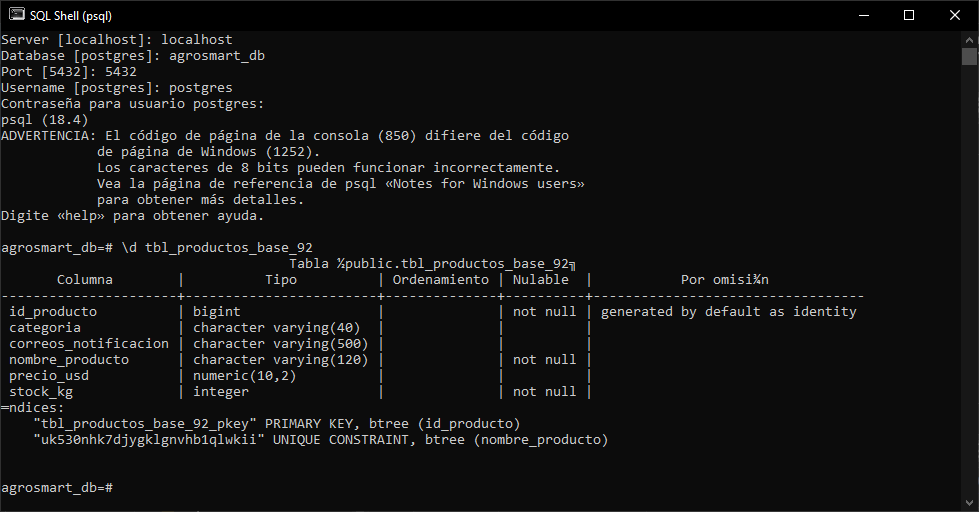 SQL Shell (psql)
Server [localhost]: localhost
Database [postgres]: agrosmart_db
Port [5432]: 5432
Username [postgres]: postgres
Contraseña para usuario postgres:
psql (18.4)
ADVERTENCIA: El código de página de la consola (850) difiere del código
            de página de Windows (1252).
            Los caracteres de 8 bits pueden funcionar incorrectamente.
            Vea la página de referencia de psql «Notes for Windows users»
            para obtener más detalles.
Digite «help» para obtener ayuda.
agrosmart_db=# \d tbl_productos_base_92
                                    Tabla ½public.tbl_productos_base_92╗
       Columna        |          Tipo          | Ordenamiento | Nulable  |           Por omisi¾n
----------------------+------------------------+--------------+----------+----------------------------------
 id_producto          | bigint                 |              | not null | generated by default as identity
 categoria            | character varying(40)  |              |          |
 correos_notificacion | character varying(500) |              |          |
 nombre_producto      | character varying(120) |              | not null |
 precio_usd           | numeric(10,2)          |              |          |
 stock_kg             | integer                |              | not null |
═ndices:
    "tbl_productos_base_92_pkey" PRIMARY KEY, btree (id_producto)
    "uk530nhk7djygklgnvhb1qlwkii" UNIQUE CONSTRAINT, btree (nombre_producto)
agrosmart_db=#